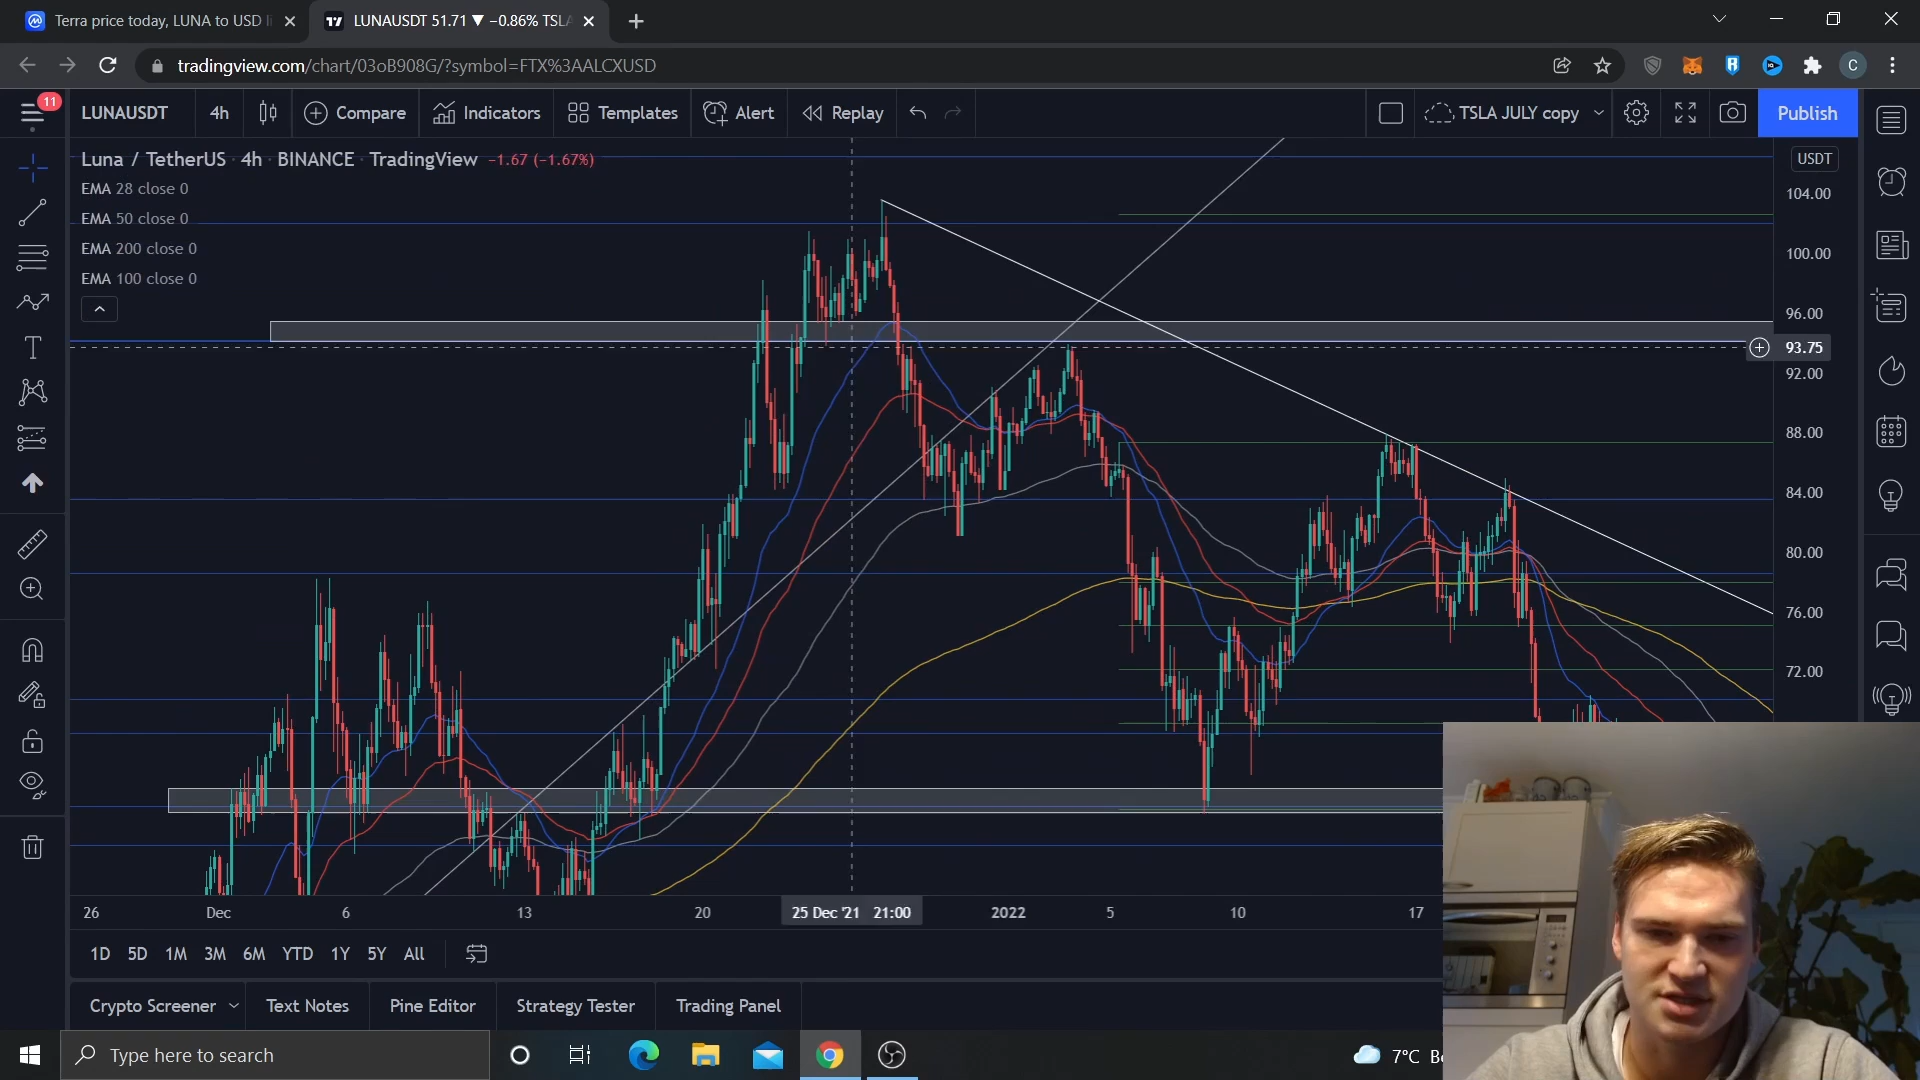 Terra price today, LUNA to USD li
LUNAUSDT 51.71 ▼ −0.86% TSLA
tradingview.com/chart/03oB908G/?symbol=FTX%3AALCXUSD
C
11
LUNAUSDT 4h Compare Indicators Templates Alert Replay TSLA JULY copy Publish
Luna / TetherUS · 4h · BINANCE · TradingView −1.67 (−1.67%)
USDT
EMA 28 close 0
EMA 50 close 0
EMA 200 close 0
EMA 100 close 0
104.00
100.00
96.00
93.75
92.00
88.00
84.00
80.00
76.00
72.00
26 Dec 6 13 20 25 Dec '21 21:00 2022 5 10 17
1D 5D 1M 3M 6M YTD 1Y 5Y All
Crypto Screener Text Notes Pine Editor Strategy Tester Trading Panel
Type here to search
7°C